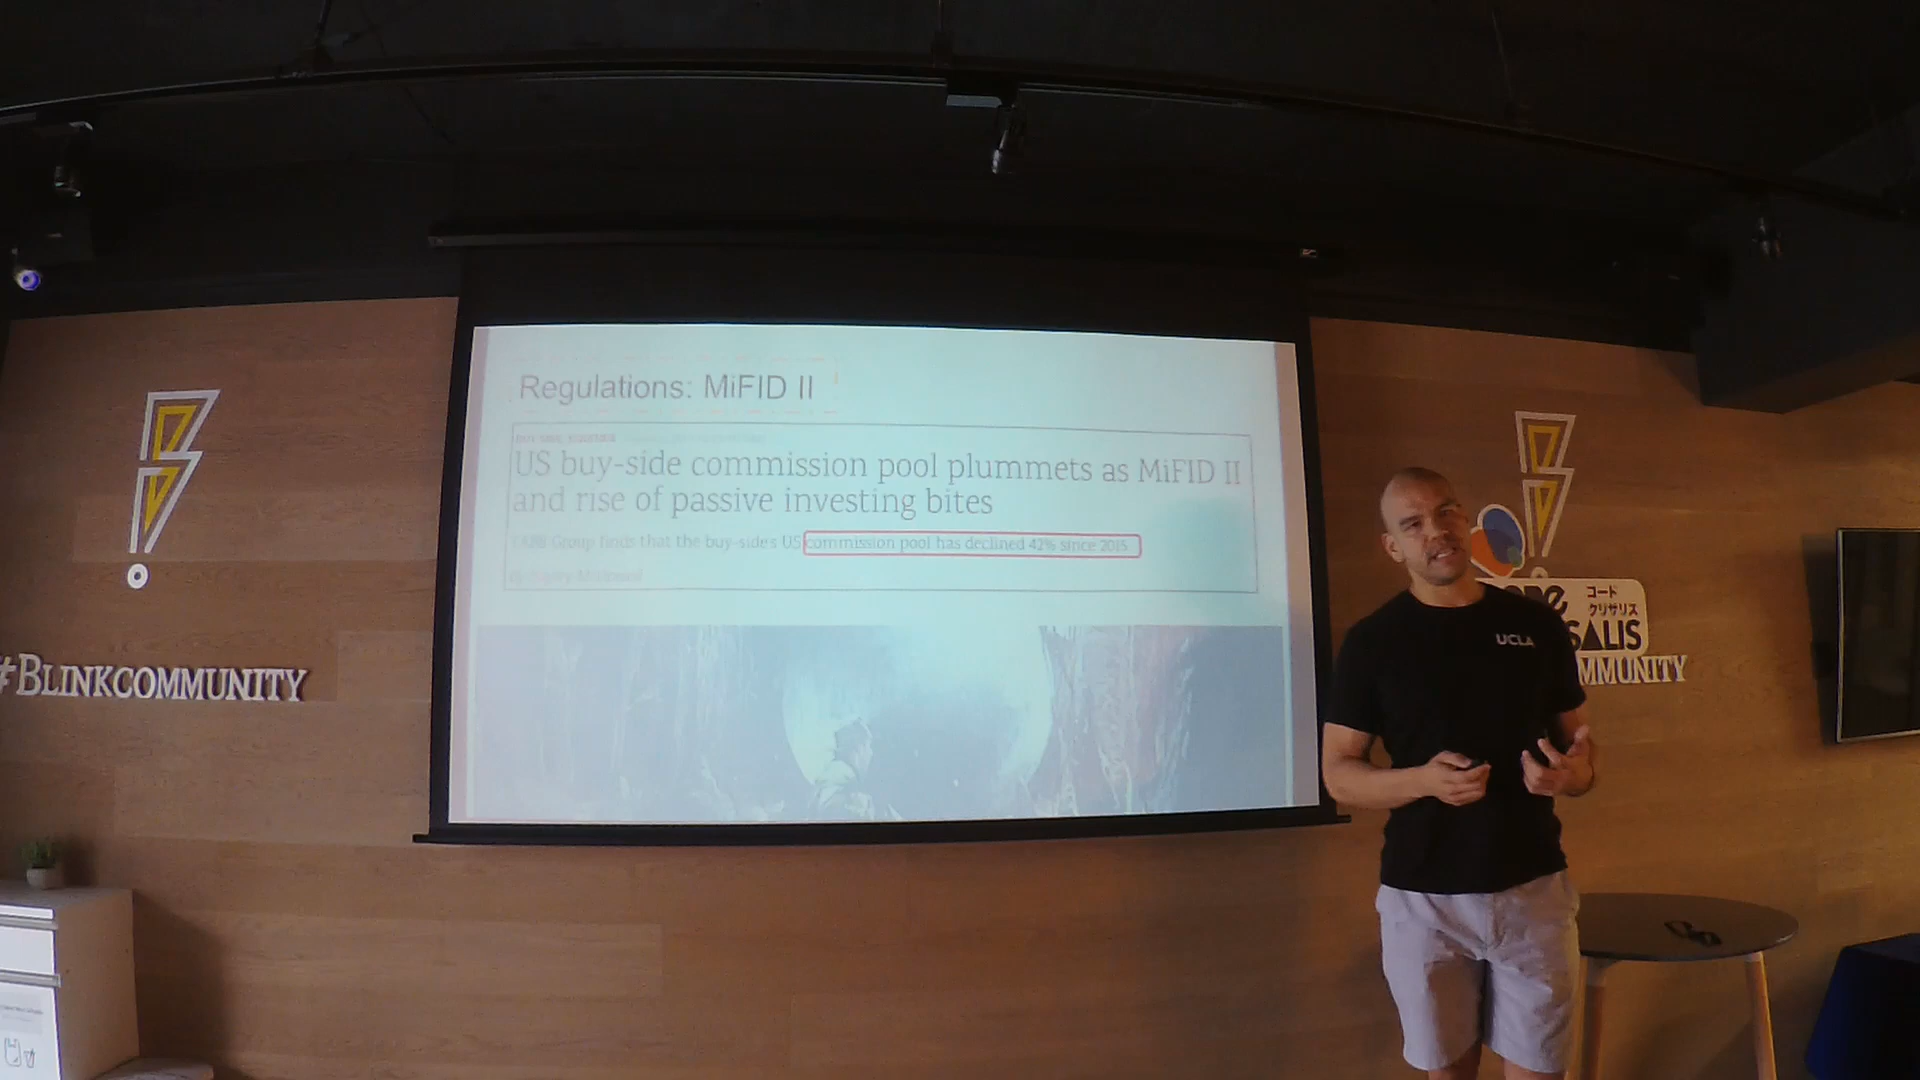 Regulations: MiFID II
US buy-side commission pool plummets as MiFID II
and rise of passive investing bites
Group finds that the buy-side's US commission pool has declined 42% since 2015
#BLINKCOMMUNITY
UCLA
コード
クリサリス
SALIS
MMUNITY